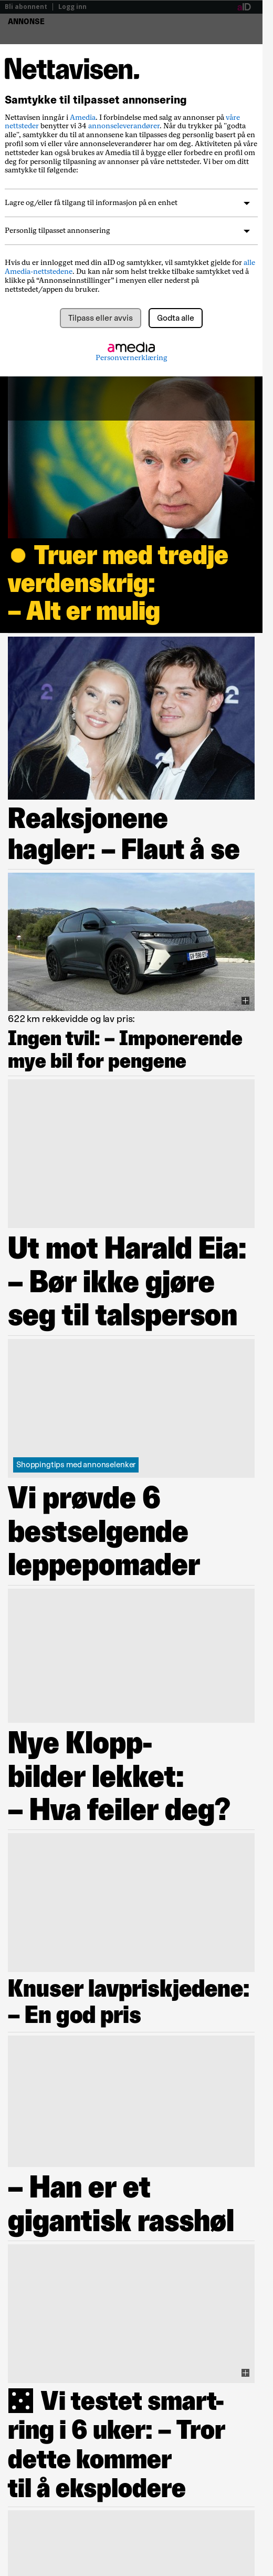 Bli abonnent | Logg inn
aID
ANNONSE
Nettavisen.
Samtykke til tilpasset annonsering
Nettavisen inngår i Amedia. I forbindelse med salg av annonser på våre
nettsteder benytter vi 34 annonseleverandører. Når du trykker på "godta
alle", samtykker du til at annonsene kan tilpasses deg personlig basert på en
profil som vi eller våre annonseleverandører har om deg. Aktiviteten på våre
nettsteder kan også brukes av Amedia til å bygge eller forbedre en profil om
deg for personlig tilpasning av annonser på våre nettsteder. Vi ber om ditt
samtykke til følgende:
Lagre og/eller få tilgang til informasjon på en enhet
Personlig tilpasset annonsering
Hvis du er innlogget med din aID og samtykker, vil samtykket gjelde for alle
Amedia-nettstedene. Du kan når som helst trekke tilbake samtykket ved å
klikke på “Annonseinnstillinger” i menyen eller nederst på
nettstedet/appen du bruker.
Tilpass eller avvis
Godta alle
amedia
Personvernerklæring
Truer med tredje
verdenskrig:
– Alt er mulig
2
2
2
Reaksjonene
hagler: – Flaut å se
622 km rekkevidde og lav pris:
Ingen tvil: – Imponerende
mye bil for pengene
Ut mot Harald Eia:
– Bør ikke gjøre
seg til talsperson
Shoppingtips med annonselenker
Vi prøvde 6
bestselgende
leppepomader
Nye Klopp-
bilder lekket:
– Hva feiler deg?
Knuser lavpriskjedene:
– En god pris
– Han er et
gigantisk rasshøl
Vi testet smart-
ring i 6 uker: – Tror
dette kommer
til å eksplodere